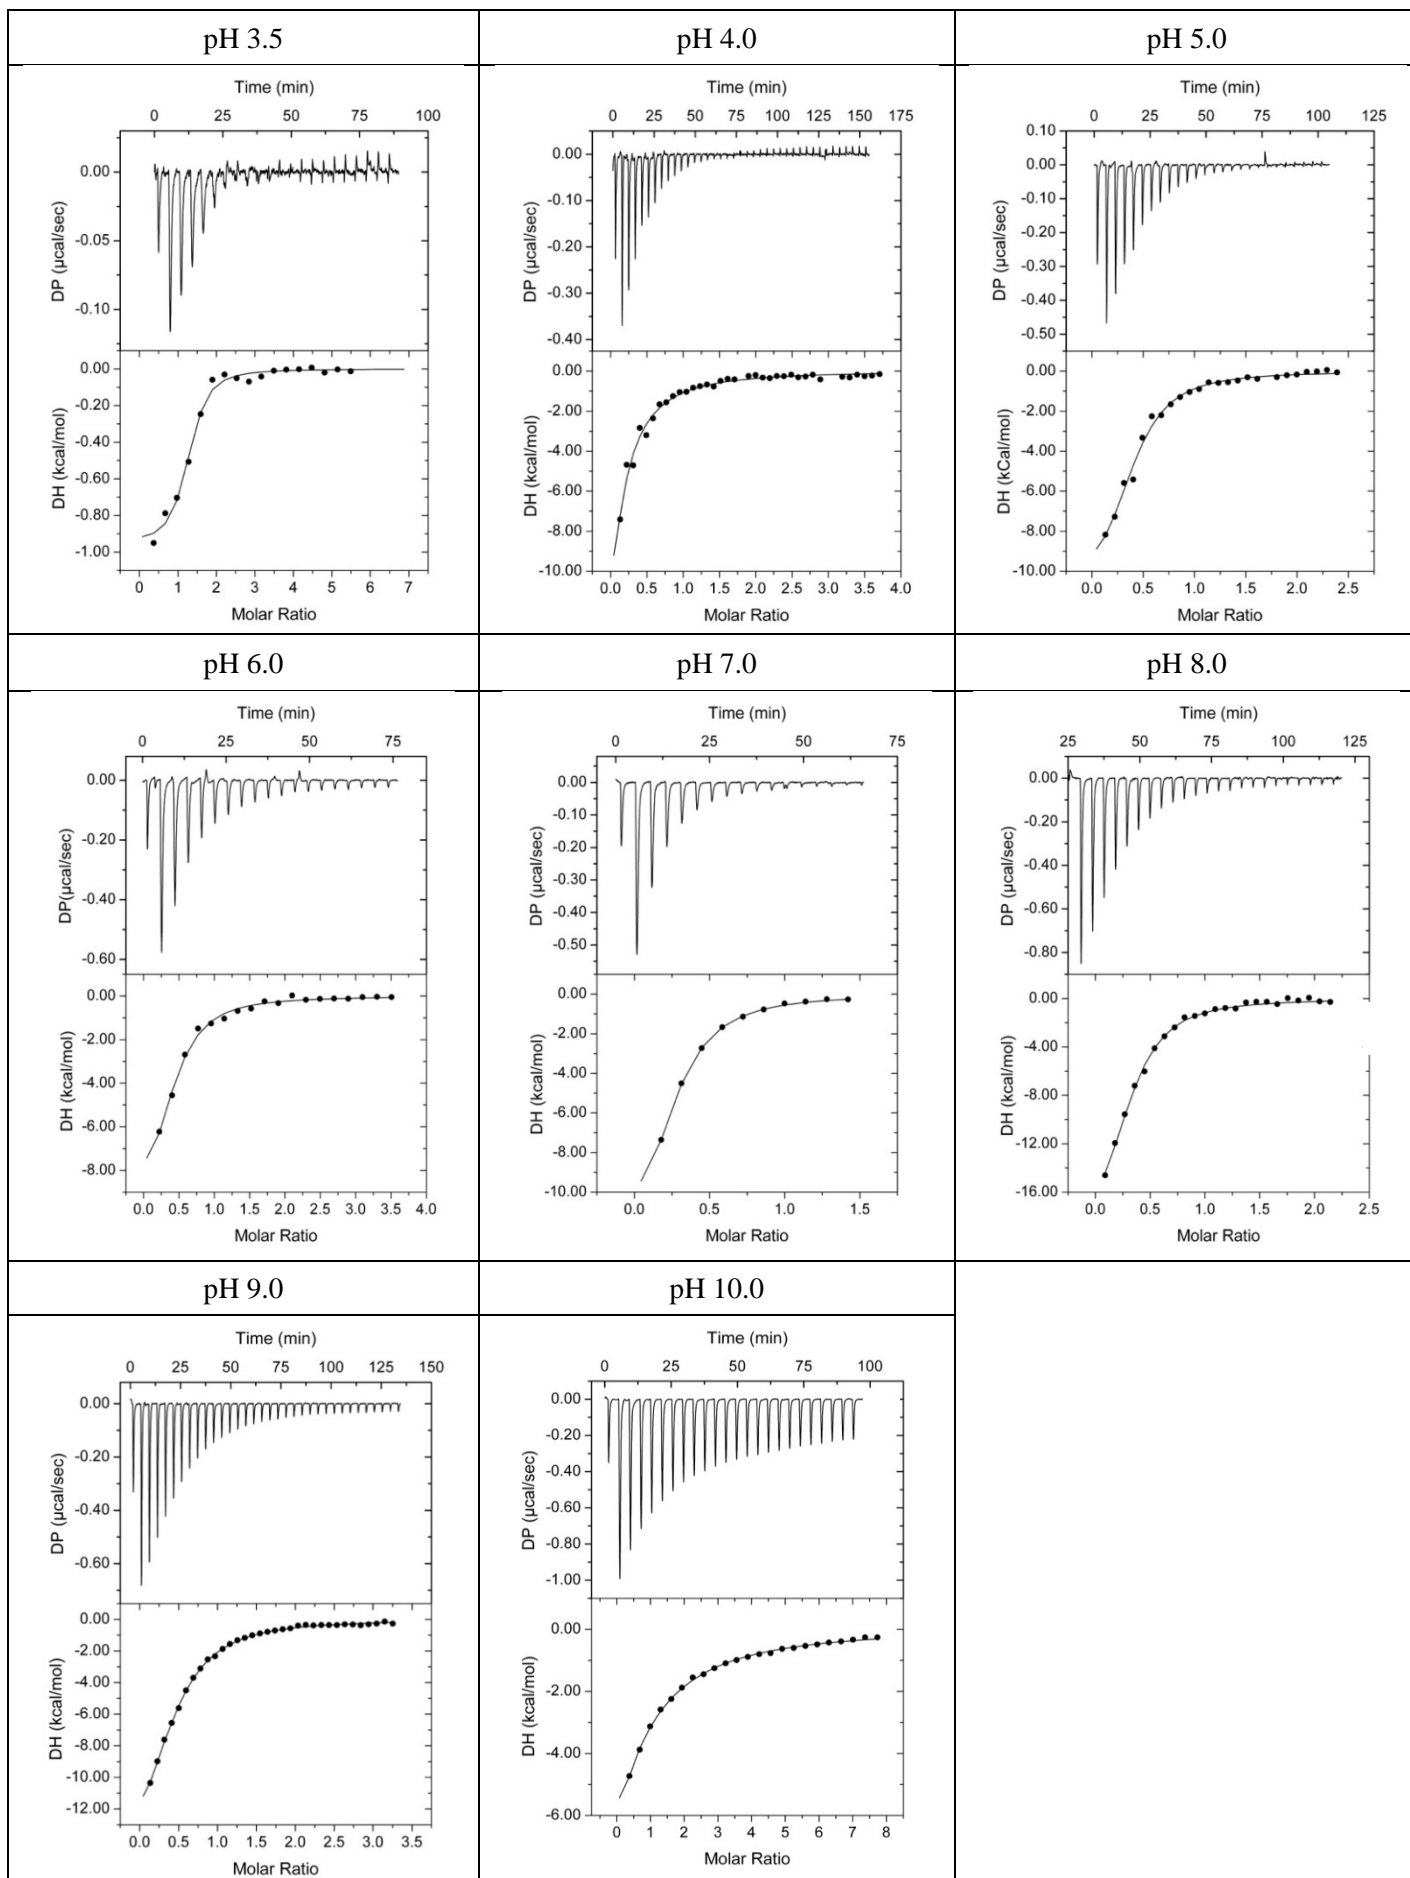 pH 3.5
Time (min)
0 25 50 75 100
0.00
-0.05
-0.10
DP (µcal/sec)
0.00
-0.20
-0.40
-0.60
-0.80
-1.00
DH (kcal/mol)
0 1 2 3 4 5 6 7
Molar Ratio
pH 4.0
Time (min)
0 25 50 75 100 125 150 175
0.00
-0.10
-0.20
-0.30
-0.40
DP (µcal/sec)
0.00
-2.00
-4.00
-6.00
-8.00
-10.00
DH (kcal/mol)
0.0 0.5 1.0 1.5 2.0 2.5 3.0 3.5 4.0
Molar Ratio
pH 5.0
Time (min)
0 25 50 75 100 125
0.10
0.00
-0.10
-0.20
-0.30
-0.40
-0.50
DP (µcal/sec)
0.00
-2.00
-4.00
-6.00
-8.00
-10.00
DH (kCal/mol)
0.0 0.5 1.0 1.5 2.0 2.5
Molar Ratio
pH 6.0
Time (min)
0 25 50 75
0.00
-0.20
-0.40
-0.60
DP(µcal/sec)
0.00
-2.00
-4.00
-6.00
-8.00
DH (kcal/mol)
0.0 0.5 1.0 1.5 2.0 2.5 3.0 3.5 4.0
Molar Ratio
pH 7.0
Time (min)
0 25 50 75
0.00
-0.10
-0.20
-0.30
-0.40
-0.50
DP (µcal/sec)
0.00
-2.00
-4.00
-6.00
-8.00
-10.00
DH (kcal/mol)
0.0 0.5 1.0 1.5
Molar Ratio
pH 8.0
Time (min)
25 50 75 100 125
0.00
-0.20
-0.40
-0.60
-0.80
DP (µcal/sec)
0.00
-4.00
-8.00
-12.00
-16.00
DH (kcal/mol)
0.0 0.5 1.0 1.5 2.0 2.5
Molar Ratio
pH 9.0
Time (min)
0 25 50 75 100 125 150
0.00
-0.20
-0.40
-0.60
DP (µcal/sec)
0.00
-2.00
-4.00
-6.00
-8.00
-10.00
-12.00
DH (kcal/mol)
0.0 0.5 1.0 1.5 2.0 2.5 3.0 3.5
Molar Ratio
pH 10.0
Time (min)
0 25 50 75 100
0.00
-0.20
-0.40
-0.60
-0.80
-1.00
DP (µcal/sec)
0.00
-2.00
-4.00
-6.00
DH (kcal/mol)
0 1 2 3 4 5 6 7 8
Molar Ratio